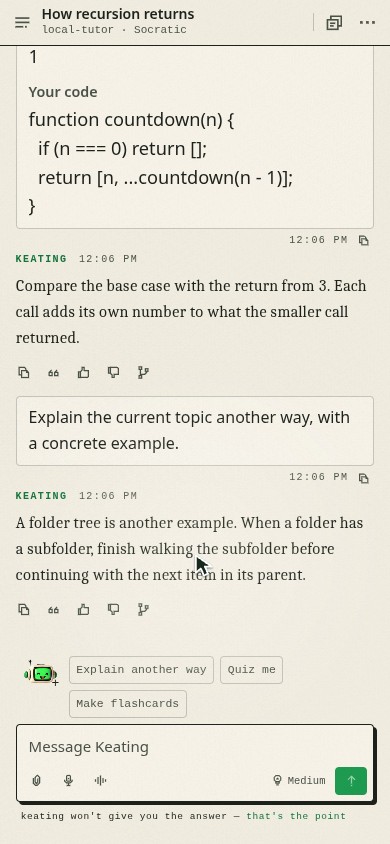 How recursion returns
local-tutor · Socratic
1
Your code
function countdown(n) {
  if (n === 0) return [];
  return [n, ...countdown(n - 1)];
}
12:06 PM
KEATING 12:06 PM
Compare the base case with the return from 3. Each
call adds its own number to what the smaller call
returned.
Explain the current topic another way, with
a concrete example.
12:06 PM
KEATING 12:06 PM
A folder tree is another example. When a folder has
a subfolder, finish walking the subfolder before
continuing with the next item in its parent.
Explain another way
Quiz me
Make flashcards
Message Keating
Medium
keating won't give you the answer — that's the point